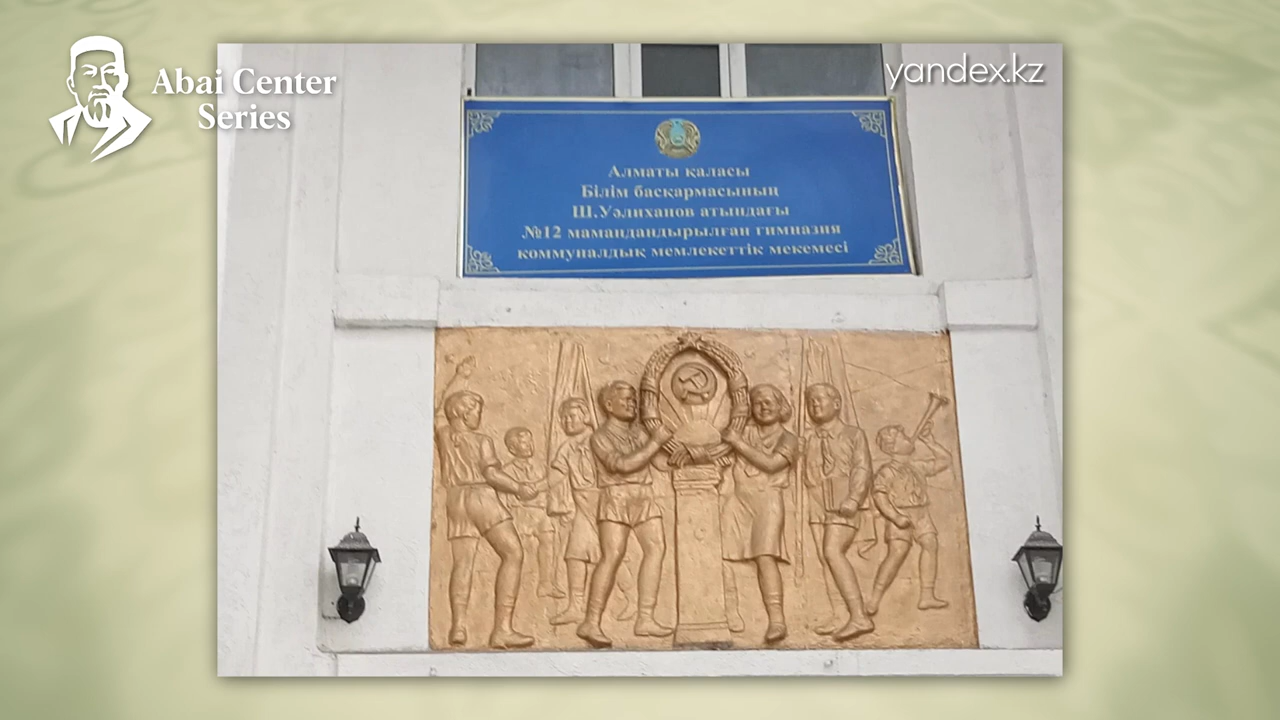 Abai Center
Series
yandex.kz
Алматы қаласы
Білім басқармасының
Ш.Уәлиханов атындағы
№12 мамандандырылған гимназия
коммуналдық мемлекеттік мекемесі